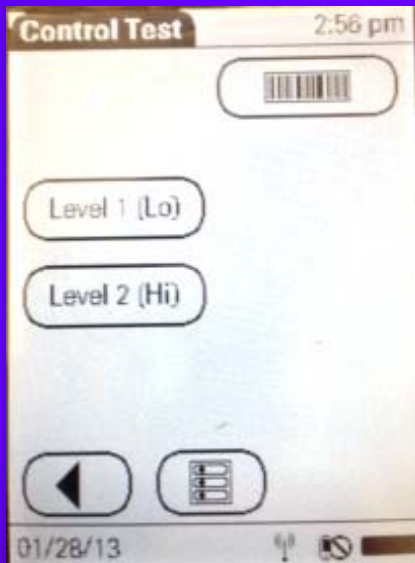 Control Test 2:56 pm
Level 1 (Lo)
Level 2 (Hi)
01/28/13